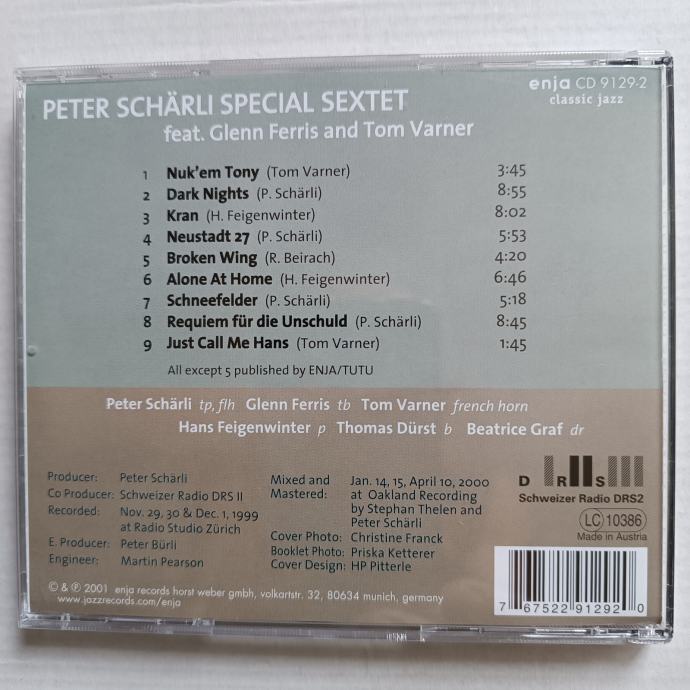 enja CD 9129-2
classic jazz
PETER SCHÄRLI SPECIAL SEXTET
feat. Glenn Ferris and Tom Varner
1 Nuk'em Tony (Tom Varner) 3:45
2 Dark Nights (P. Schärli) 8:55
3 Kran (H. Feigenwinter) 8:02
4 Neustadt 27 (P. Schärli) 5:53
5 Broken Wing (R. Beirach) 4:20
6 Alone At Home (H. Feigenwinter) 6:46
7 Schneefelder (P. Schärli) 5:18
8 Requiem für die Unschuld (P. Schärli) 8:45
9 Just Call Me Hans (Tom Varner) 1:45
All except 5 published by ENJA/TUTU
Peter Schärli tp, flh Glenn Ferris tb Tom Varner french horn
Hans Feigenwinter p Thomas Dürst b Beatrice Graf dr
Producer: Peter Schärli
Co Producer: Schweizer Radio DRS II
Recorded: Nov. 29, 30 & Dec. 1, 1999
at Radio Studio Zürich
E. Producer: Peter Bürli
Engineer: Martin Pearson
Mixed and Mastered: Jan. 14, 15, April 10, 2000
at Oakland Recording
by Stephan Thelen and
Peter Schärli
Cover Photo: Christine Franck
Booklet Photo: Priska Ketterer
Cover Design: HP Pitterle
D R S
Schweizer Radio DRS2
LC 10386
Made in Austria
© & ℗ 2001 enja records horst weber gmbh, volkartstr. 32, 80634 munich, germany
www.jazzrecords.com/enja
7 67522 91292 0